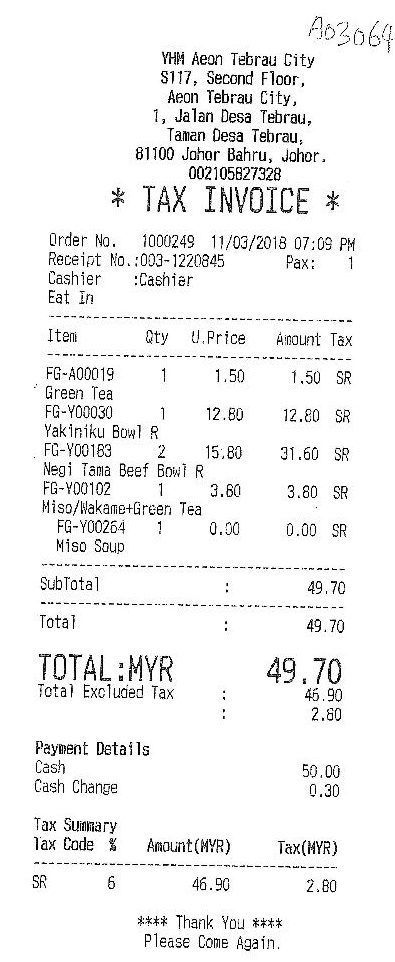 A03064
YHM Aeon Tebrau City
S117, Second Floor,
Aeon Tebrau City,
1, Jalan Desa Tebrau,
Taman Desa Tebrau,
81100 Johor Bahru, Johor.
002105827328
* TAX INVOICE *
Order No. 1000249 11/03/2018 07:09 PM
Receipt No.:003-1220845 Pax: 1
Cashier :Cashier
Eat In
Item Qty U.Price Amount Tax
FG-A00019 1 1.50 1.50 SR
Green Tea
FG-Y00030 1 12.80 12.80 SR
Yakiniku Bowl R
FG-Y00183 2 15.80 31.60 SR
Negi Tama Beef Bowl R
FG-Y00102 1 3.80 3.80 SR
Miso/Wakame+Green Tea
FG-Y00264 1 0.00 0.00 SR
Miso Soup
SubTotal : 49.70
Total : 49.70
TOTAL:MYR 49.70
Total Excluded Tax : 46.90
: 2.80
Payment Details
Cash 50.00
Cash Change 0.30
Tax Summary
Tax Code % Amount(MYR) Tax(MYR)
SR 6 46.90 2.80
**** Thank You ****
Please Come Again.